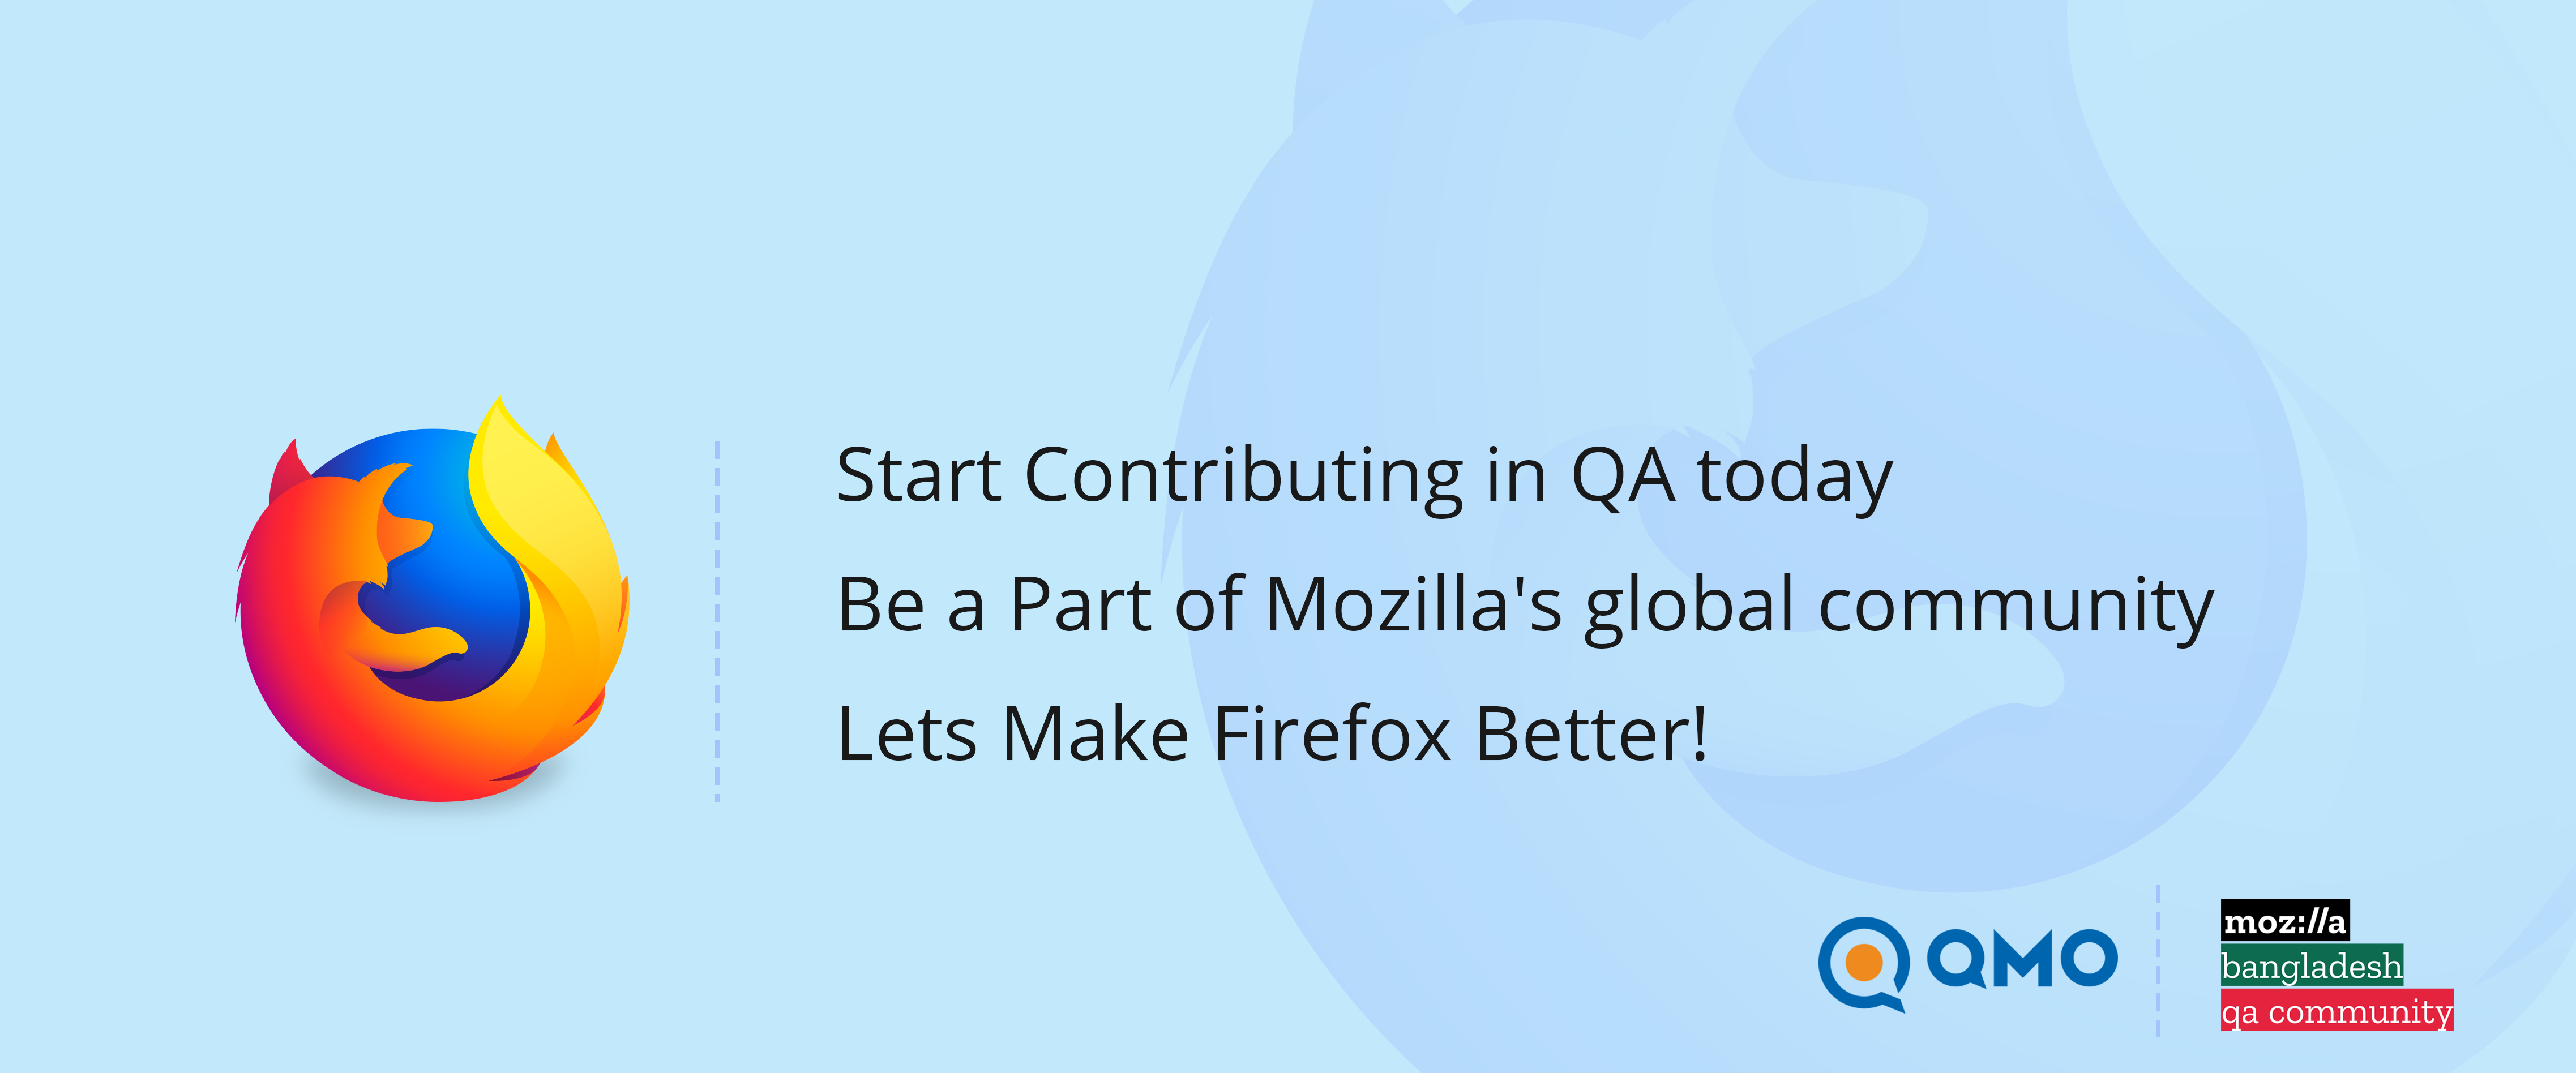 Start Contributing in QA today
Be a Part of Mozilla's global community
Lets Make Firefox Better!
QMO
moz://a
bangladesh
qa community